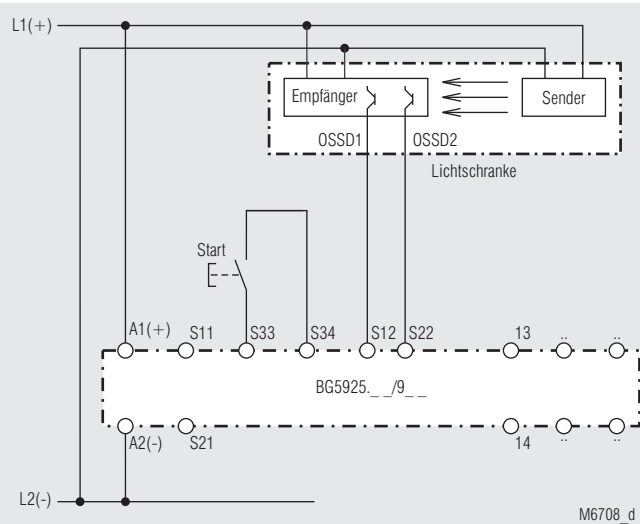 L1(+)
Empfänger
Sender
OSSD1
OSSD2
Lichtschranke
Start
A1(+) S11 S33 S34 S12 S22 13 .. ..
BG5925._ _/9_ _
A2(-) S21 14 .. ..
L2(-)
M6708_d